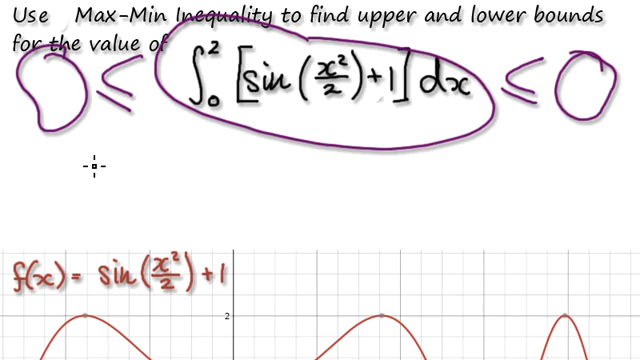 Use Max-Min Inequality to find upper and lower bounds
for the value of
≤ ∫₀² [sin(x²/2)+1] dx ≤
f(x) = sin(x²/2)+1
2